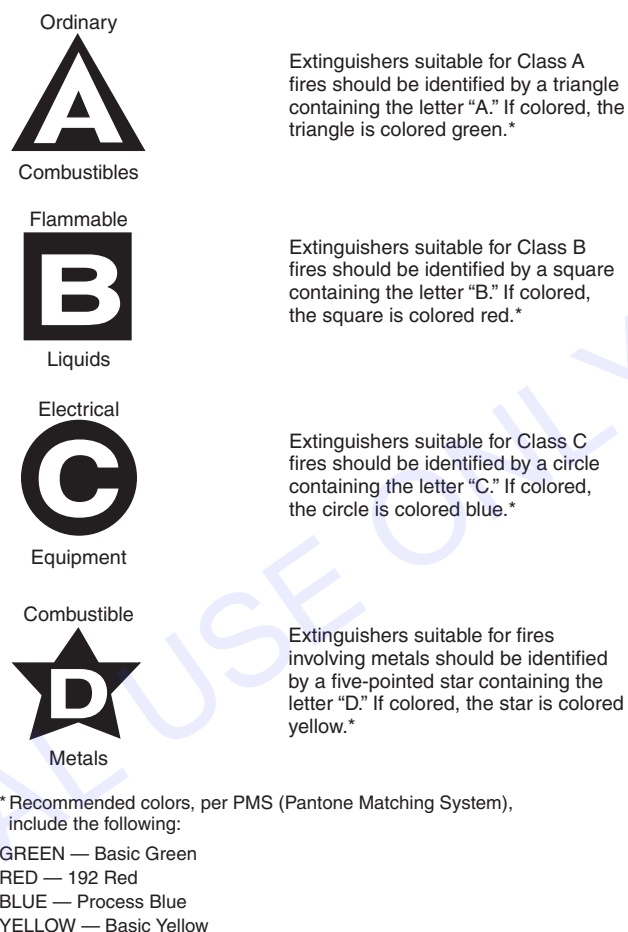 Ordinary
A
Combustibles
Extinguishers suitable for Class A
fires should be identified by a triangle
containing the letter “A.” If colored, the
triangle is colored green.*
Flammable
B
Liquids
Extinguishers suitable for Class B
fires should be identified by a square
containing the letter “B.” If colored,
the square is colored red.*
Electrical
C
Equipment
Extinguishers suitable for Class C
fires should be identified by a circle
containing the letter “C.” If colored,
the circle is colored blue.*
Combustible
D
Metals
Extinguishers suitable for fires
involving metals should be identified
by a five-pointed star containing the
letter “D.” If colored, the star is colored
yellow.*
* Recommended colors, per PMS (Pantone Matching System),
include the following:
GREEN — Basic Green
RED — 192 Red
BLUE — Process Blue
YELLOW — Basic Yellow
AL USE ONLY